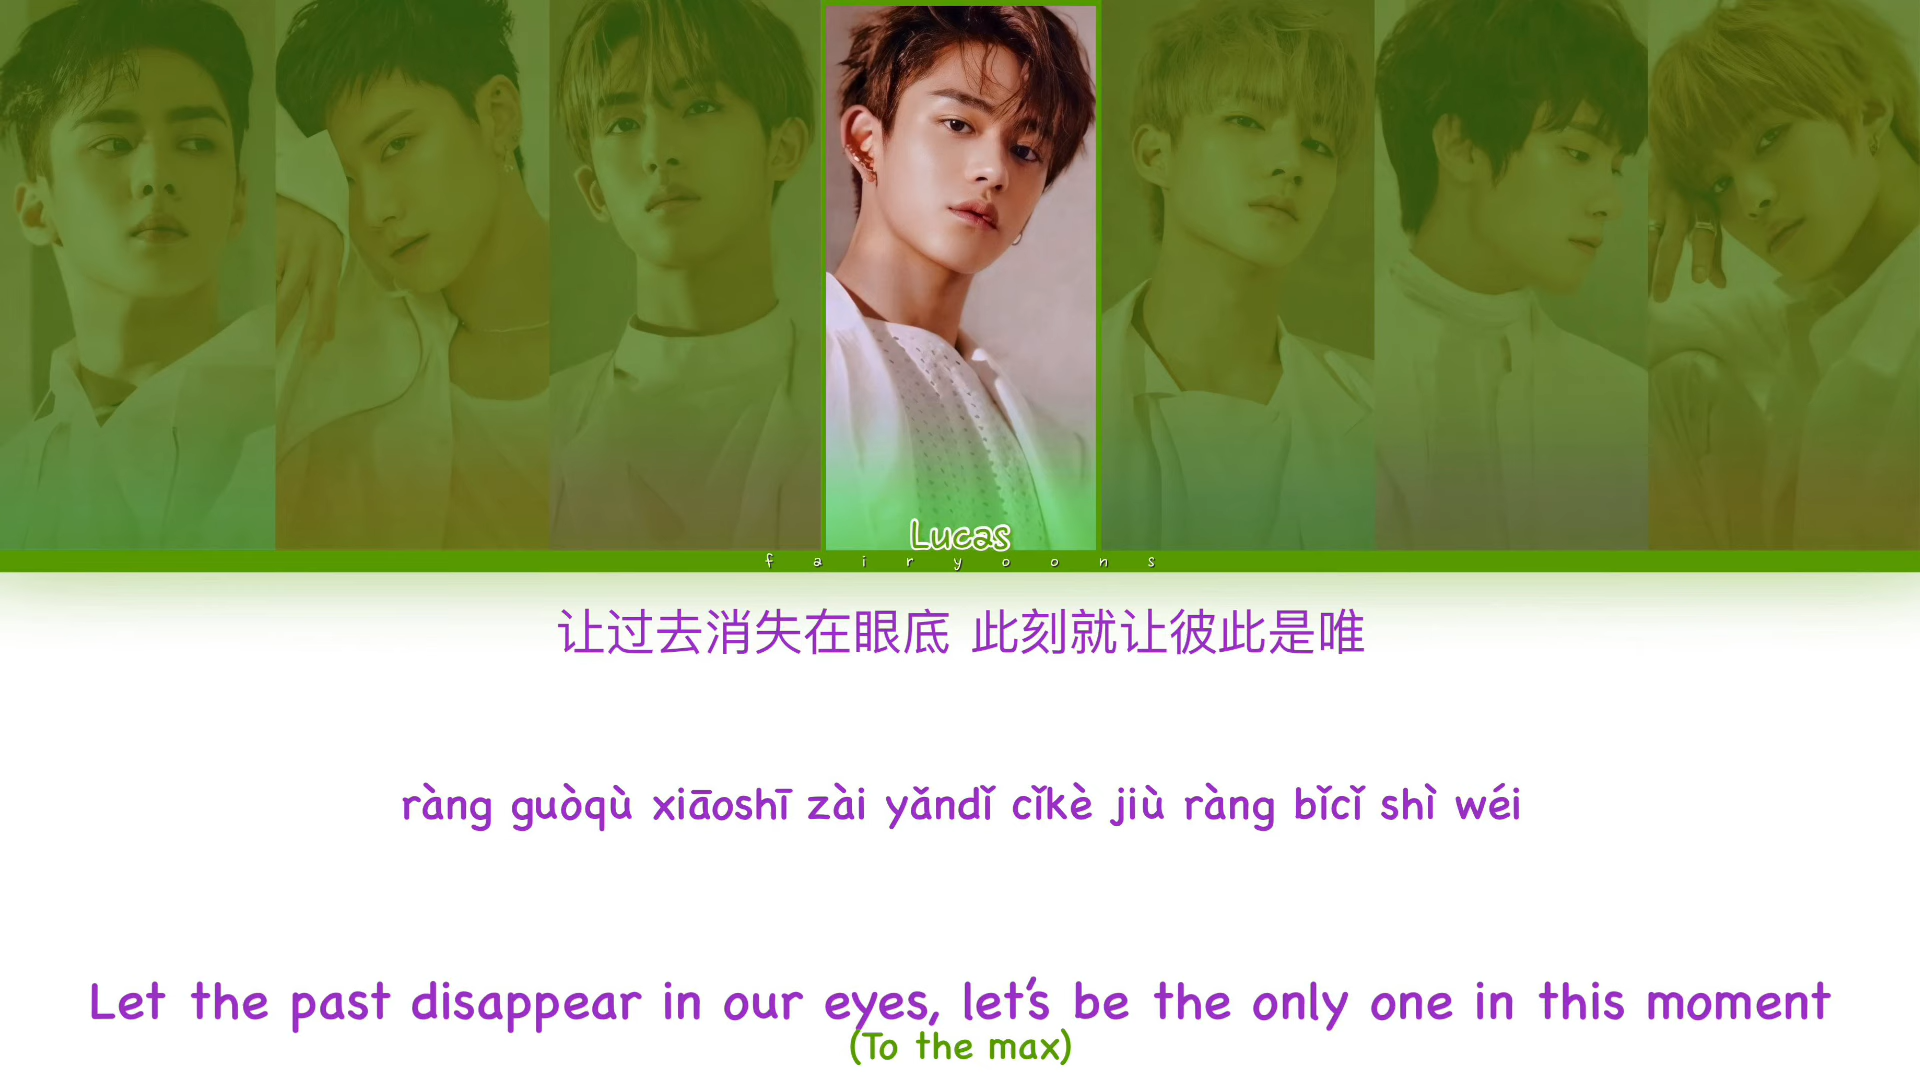 Lucas
f a i r y o o n s
让过去消失在眼底 此刻就让彼此是唯
ràng guòqù xiāoshī zài yǎndǐ cǐkè jiù ràng bǐcǐ shì wéi
Let the past disappear in our eyes, let's be the only one in this moment
(To the max)